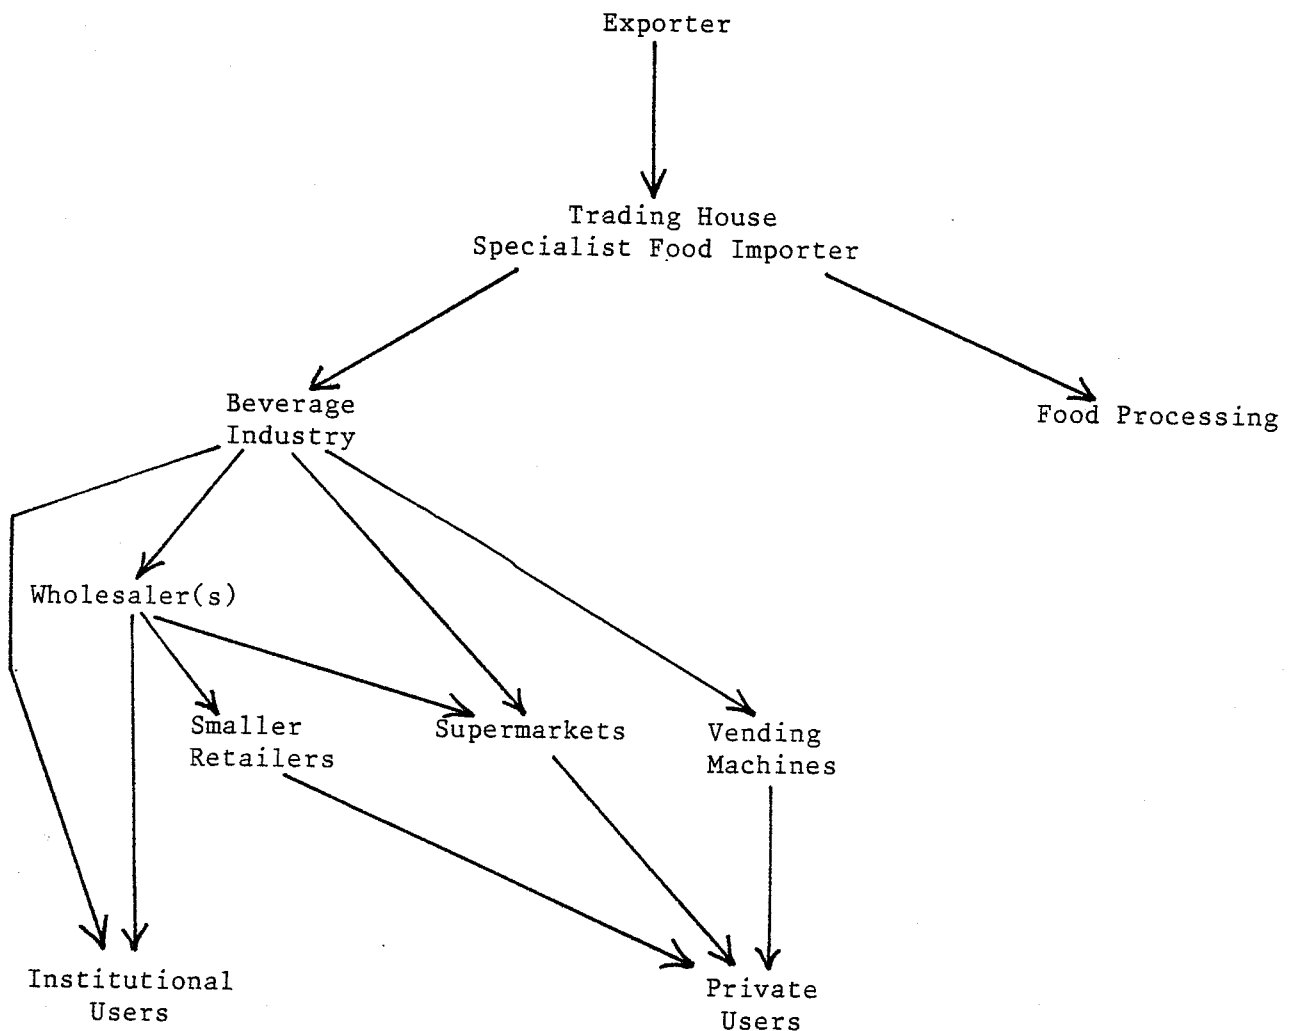 Exporter
Trading House
Specialist Food Importer
Beverage
Industry
Food Processing
Wholesaler(s)
Smaller
Retailers
Supermarkets
Vending
Machines
Institutional
Users
Private
Users